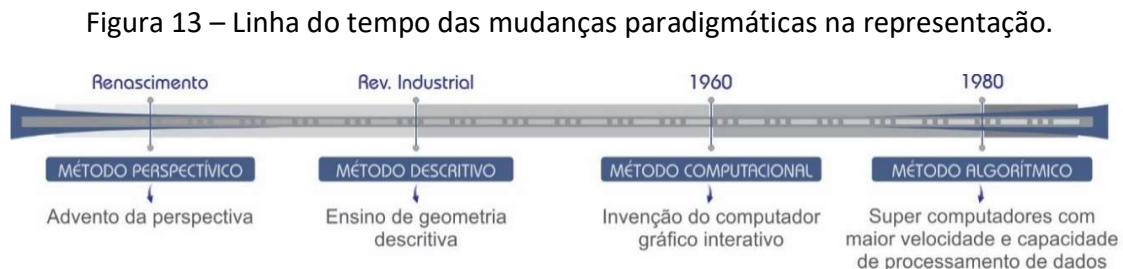 Figura 13 – Linha do tempo das mudanças paradigmáticas na representação.
Renascimento
Rev. Industrial
1960
1980
MÉTODO PERSPECTÍVICO
MÉTODO DESCRITIVO
MÉTODO COMPUTACIONAL
MÉTODO ALGORÍTMICO
Advento da perspectiva
Ensino de geometria
descritiva
Invenção do computador
gráfico interativo
Super computadores com
maior velocidade e capacidade
de processamento de dados